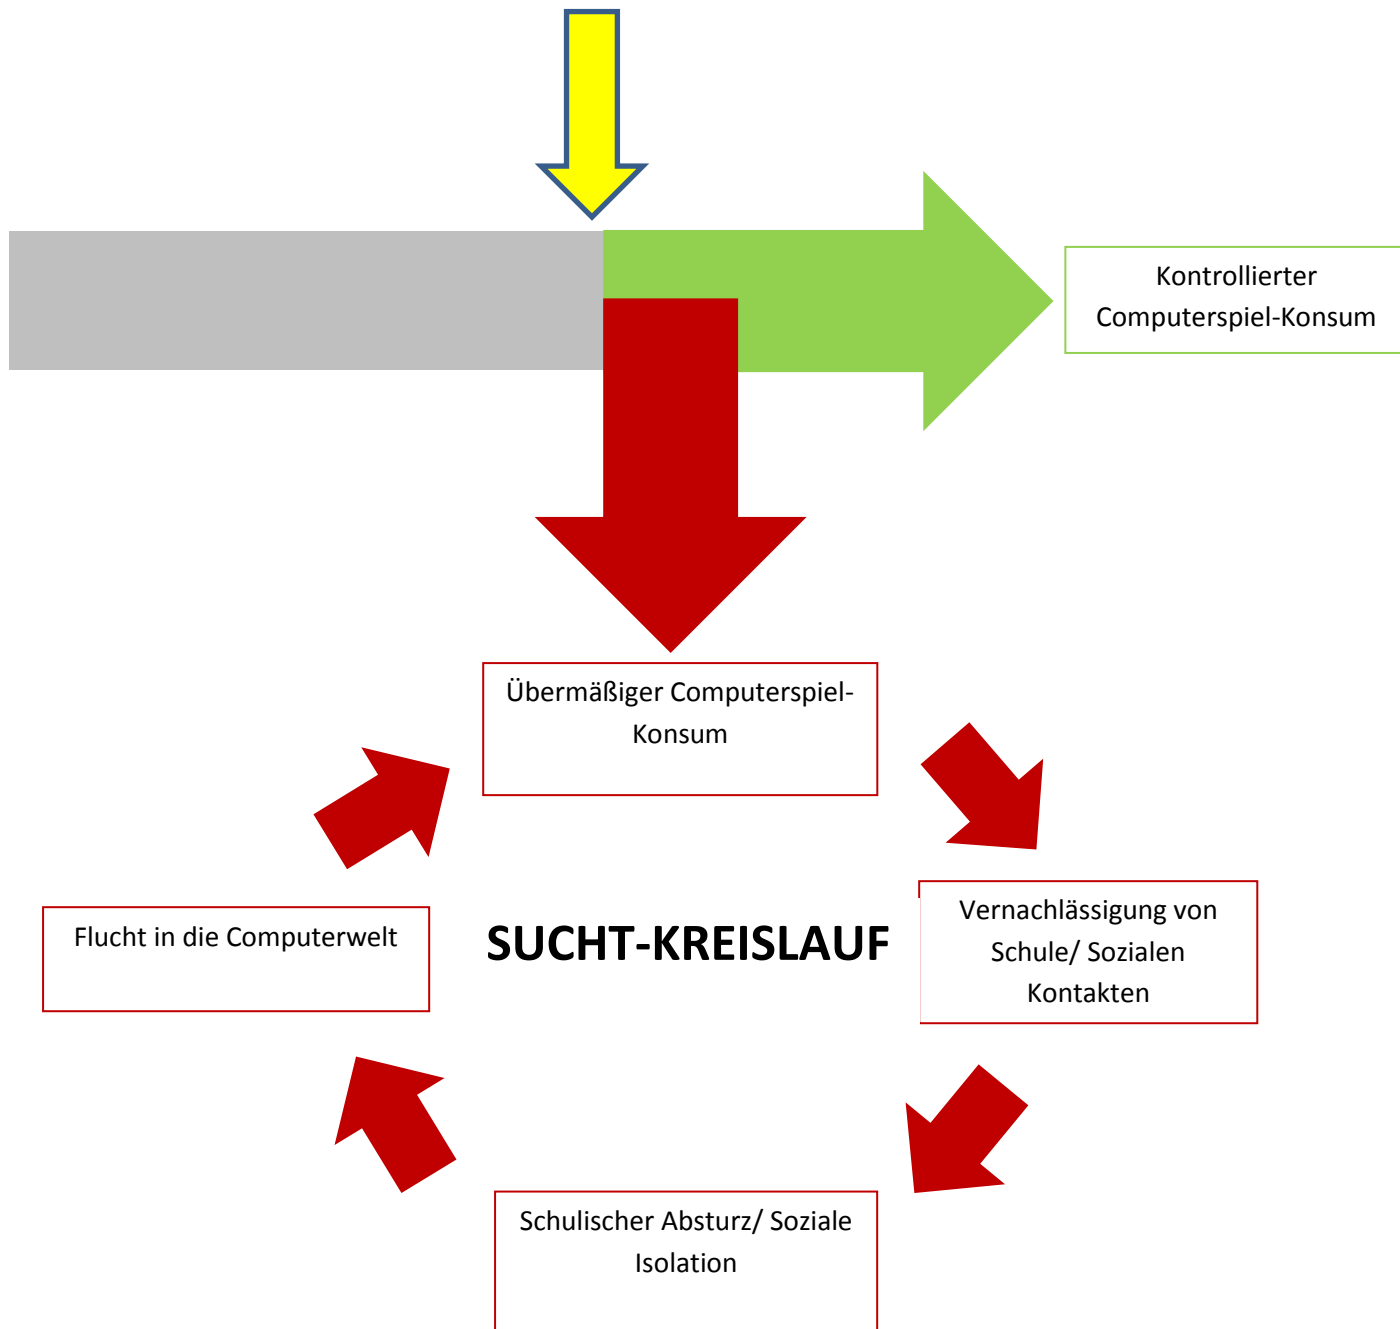 Kontrollierter
Computerspiel-Konsum
Übermäßiger Computerspiel-
Konsum
Flucht in die Computerwelt
SUCHT-KREISLAUF
Vernachlässigung von
Schule/ Sozialen
Kontakten
Schulischer Absturz/ Soziale
Isolation